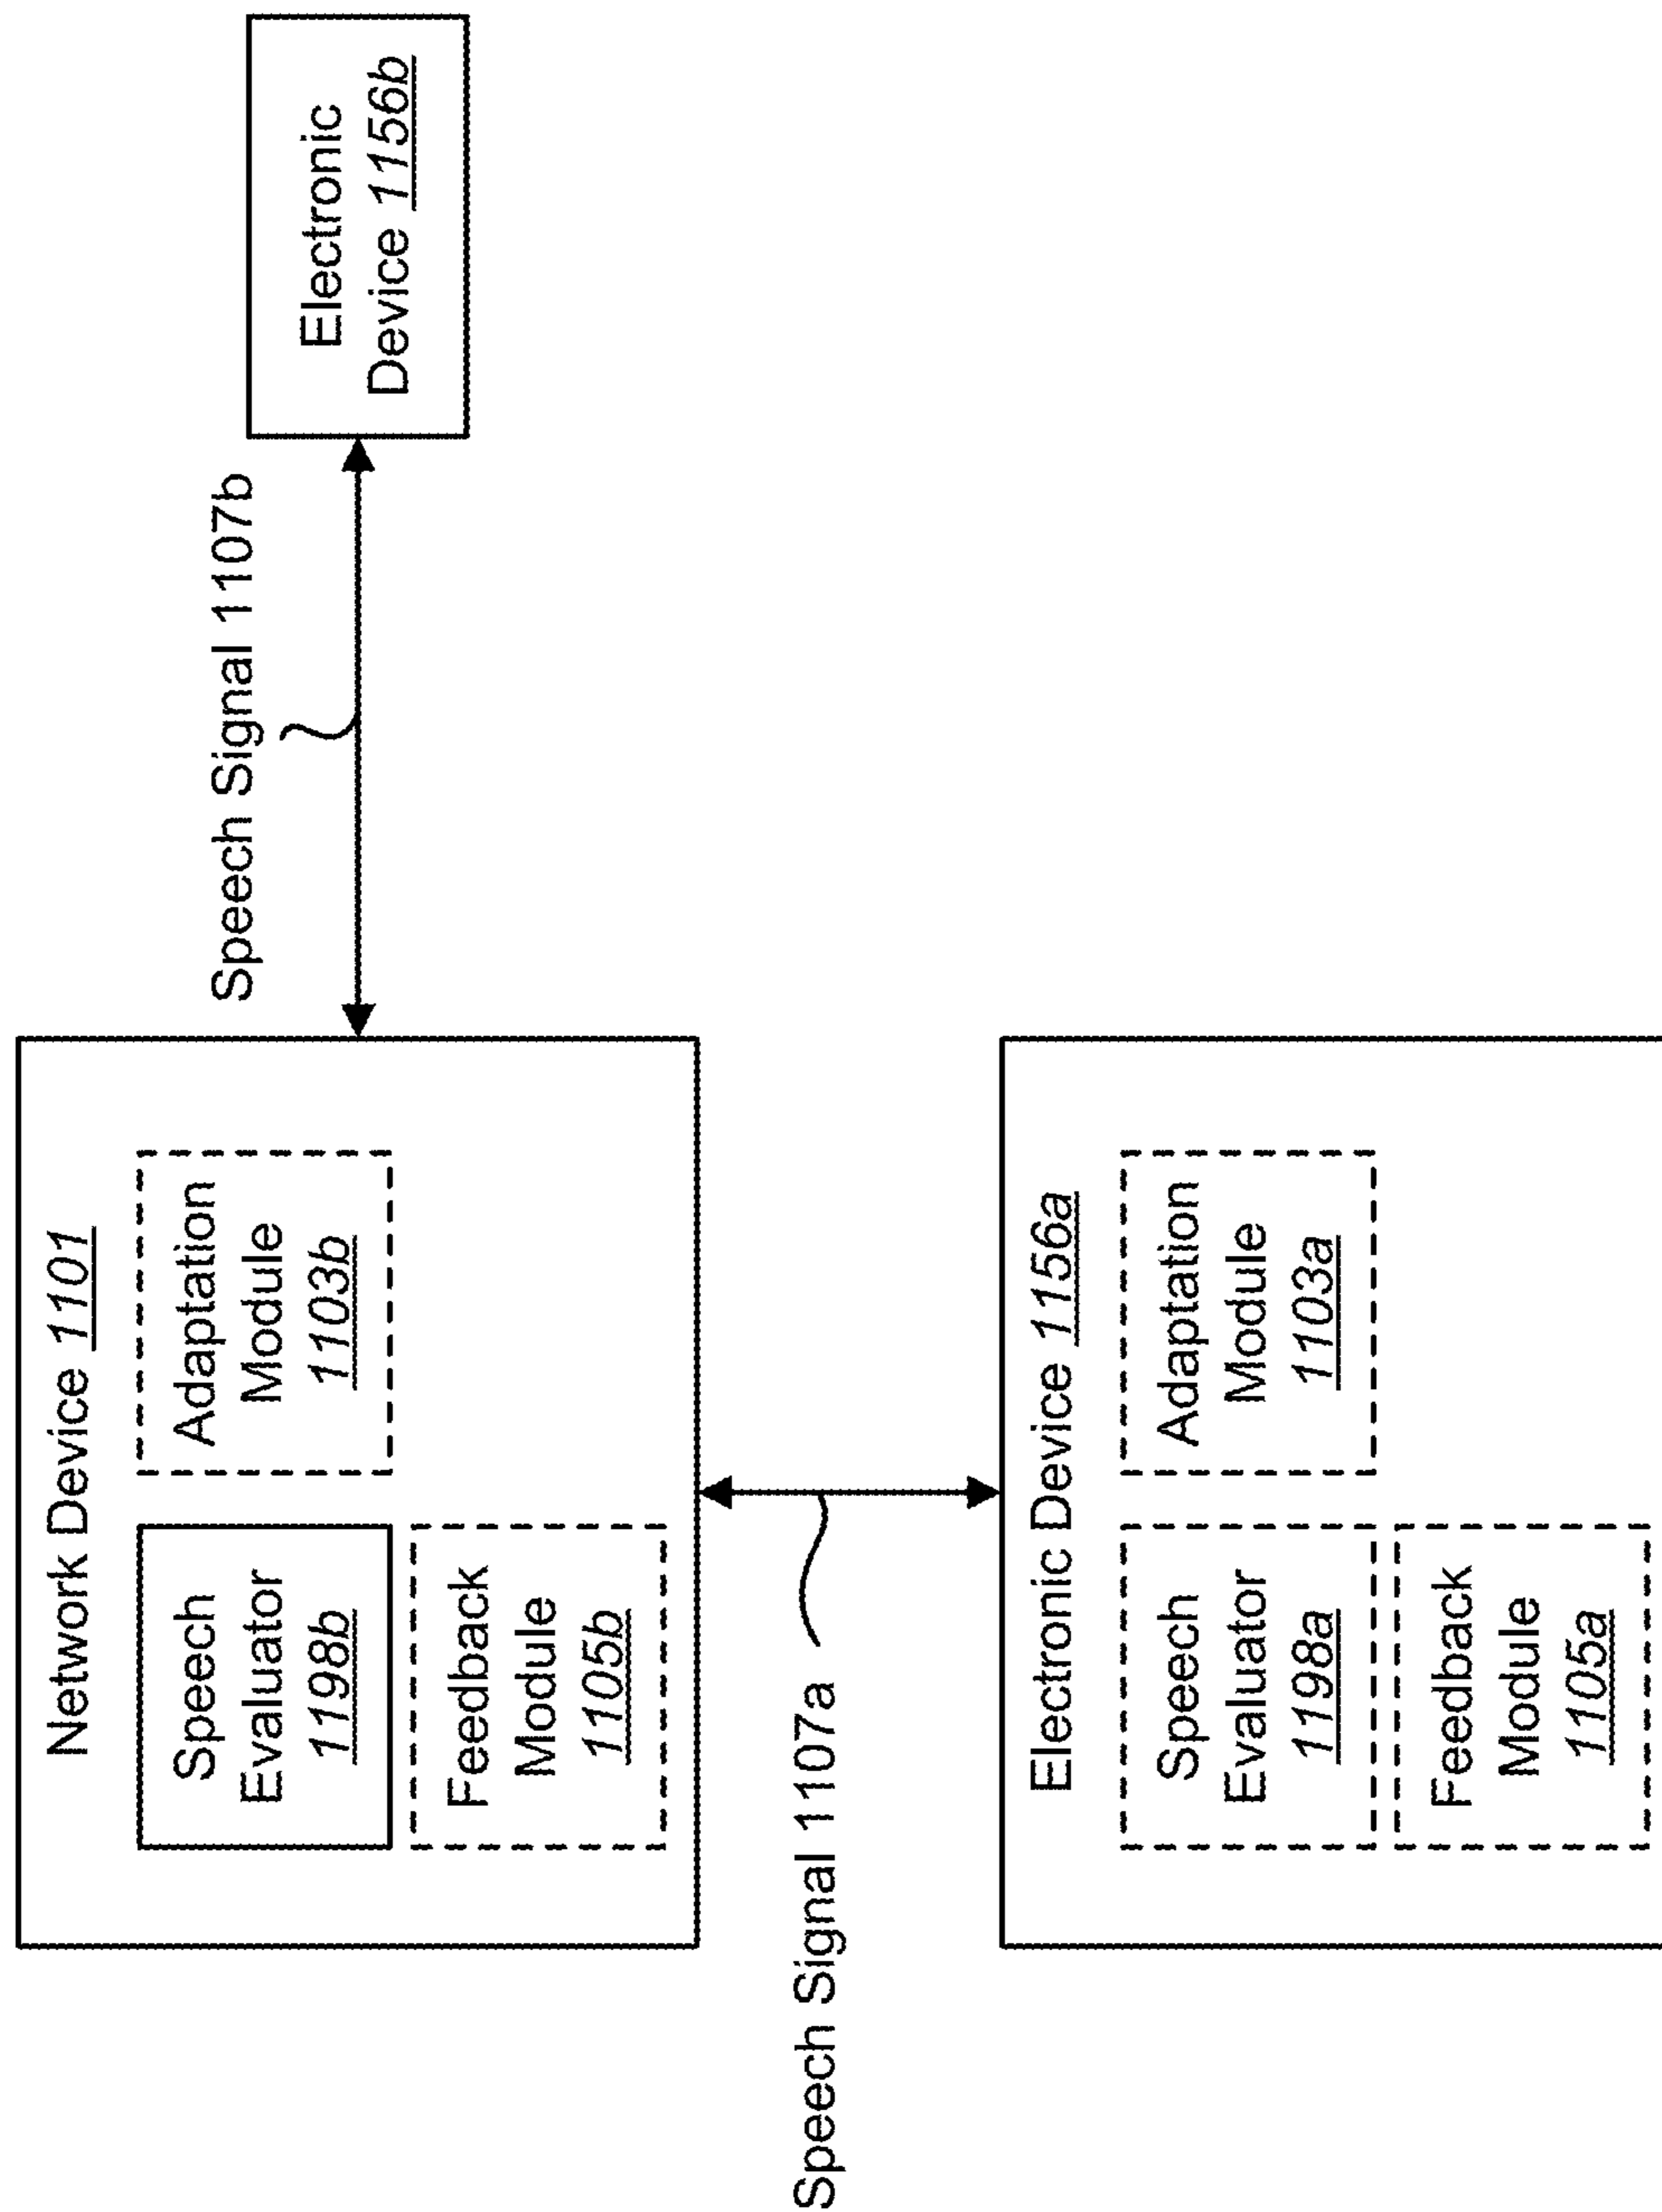 Network Device 1101
Speech
Evaluator
1198b
Adaptation
Module
1103b
Feedback
Module
1105b
Speech Signal 1107b
Electronic
Device 1156b
Speech Signal 1107a
Electronic Device 1156a
Speech
Evaluator
1198a
Adaptation
Module
1103a
Feedback
Module
1105a